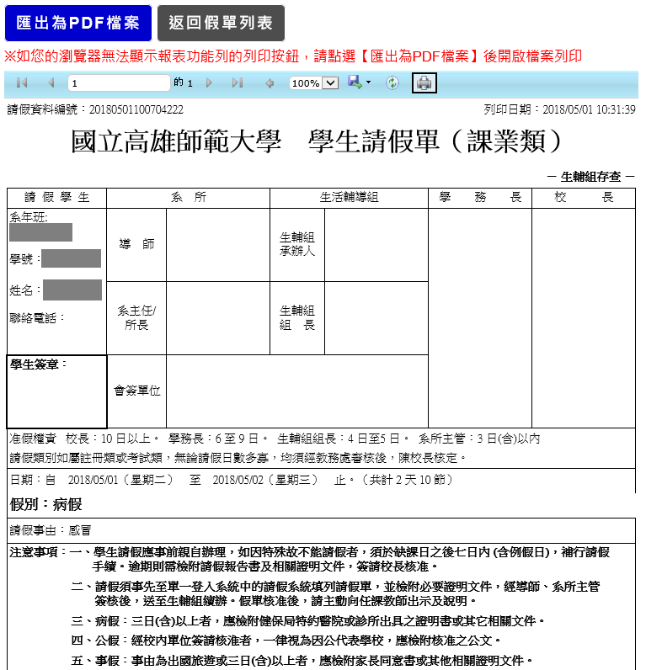 匯出為PDF檔案 返回假單列表
※如您的瀏覽器無法顯示報表功能列的列印按鈕，請點選【匯出為PDF檔案】後開啟檔案列印
1 的 1 100%
請假資料編號：20180501100704222 列印日期：2018/05/01 10:31:39
國立高雄師範大學 學生請假單（課業類）
－ 生輔組存查 －
請 假 學 生 系 所 生活輔導組 學 務 長 校 長
系年班:
學號：
姓名：
聯絡電話：
導 師
生輔組
承辦人
系主任/
所長
生輔組
組 長
學生簽章：
會簽單位
准假權責 校長：10 日以上。 學務長：6 至 9 日。 生輔組組長：4 日至5 日。 系所主管：3 日(含)以內
請假類別如屬註冊類或考試類，無論請假日數多寡，均須經教務處審核後，陳校長核定。
日期：自 2018/05/01（星期二） 至 2018/05/02（星期三） 止。（共計 2 天 10 節）
假別：病假
請假事由：感冒
注意事項：一、學生請假應事前親自辦理，如因特殊故不能請假者，須於缺課日之後七日內 (含例假日)，補行請假
手續。逾期則需檢附請假報告書及相關證明文件，簽請校長核准。
二、請假須事先至單一登入系統中的請假系統填列請假單，並檢附必要證明文件，經導師、系所主管
簽核後，送至生輔組續辦。假單核准後，請主動向任課教師出示及說明。
三、病假：三日(含)以上者，應檢附健保局特約醫院或診所出具之證明書或其它相關文件。
四、公假：經校內單位簽請核准者，一律視為因公代表學校，應檢附核准之公文。
五、事假：事由為出國旅遊或三日(含)以上者，應檢附家長同意書或其他相關證明文件。